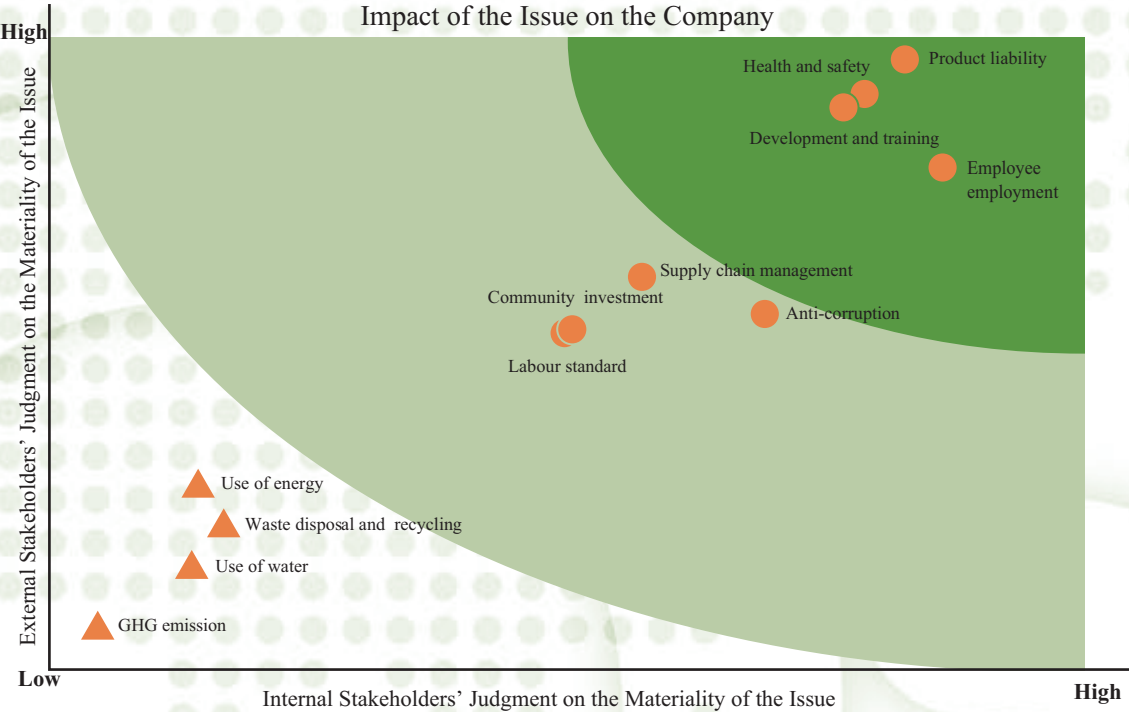 Impact of the Issue on the Company
High
External Stakeholders’ Judgment on the Materiality of the Issue
Product liability
Health and safety
Development and training
Employee
employment
Supply chain management
Community investment
Anti-corruption
Labour standard
Use of energy
Waste disposal and recycling
Use of water
GHG emission
Low
Internal Stakeholders’ Judgment on the Materiality of the Issue
High